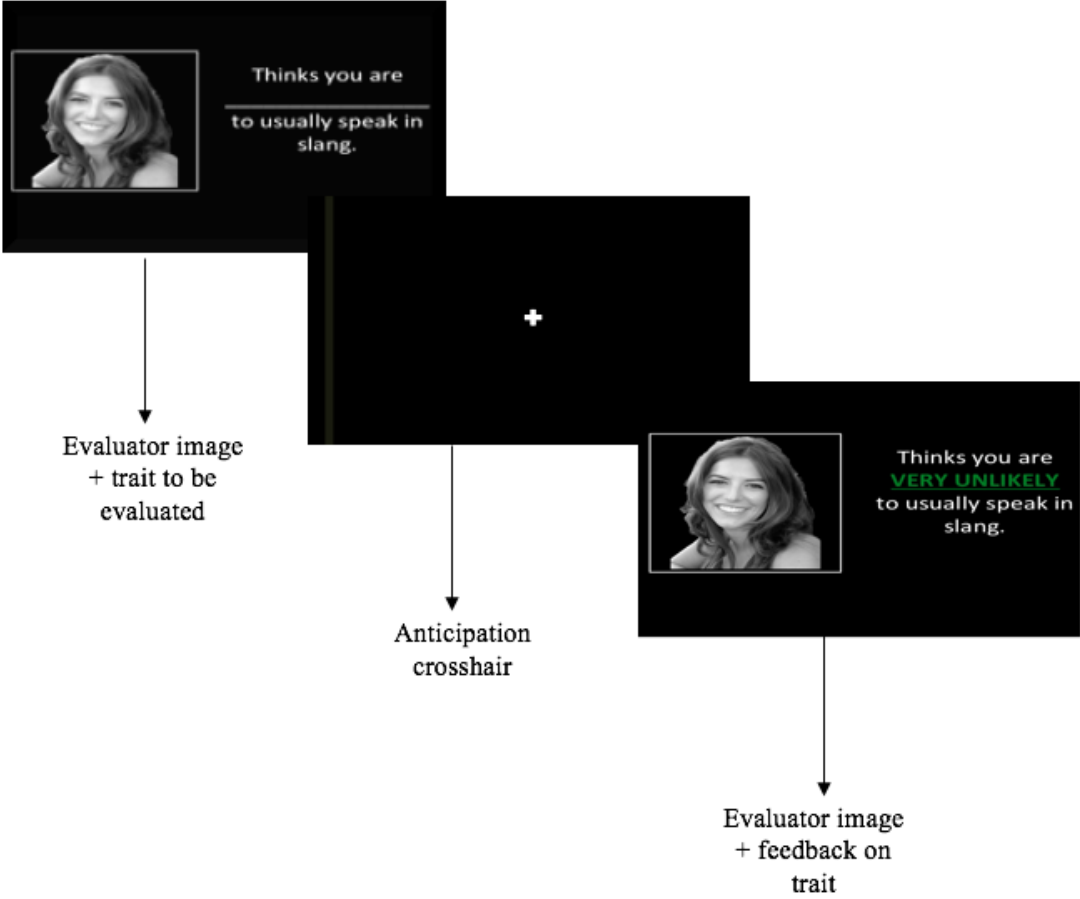 Thinks you are
to usually speak in
slang.
Evaluator image
+ trait to be
evaluated
Anticipation
crosshair
Thinks you are
VERY UNLIKELY
to usually speak in
slang.
Evaluator image
+ feedback on
trait